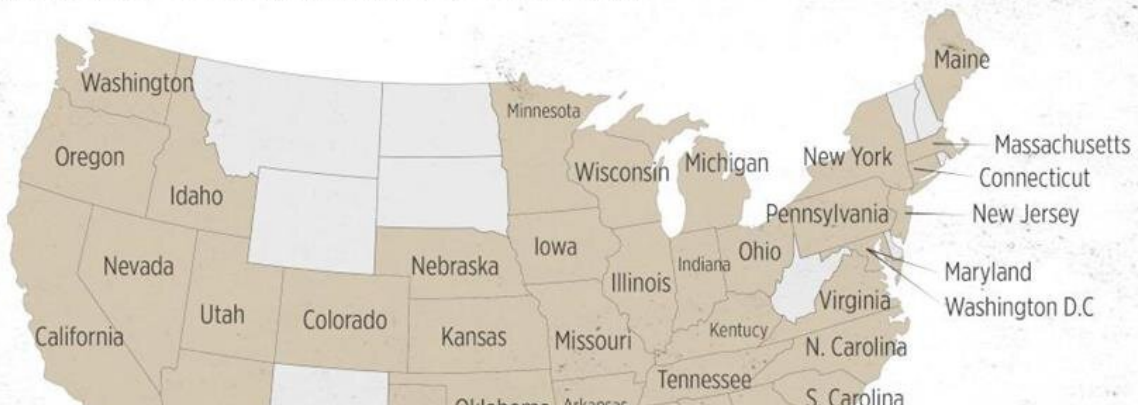 Maine
Washington
Minnesota
Massachusetts
Oregon
New York
Wisconsin
Michigan
Connecticut
Idaho
Pennsylvania
New Jersey
Iowa
Ohio
Nevada
Nebraska
Indiana
Maryland
Illinois
Virginia
Washington D.C
Utah
Colorado
California
Kansas
Missouri
Kentucy
N. Carolina
Tennessee
S. Carolina
Oklahoma
Arkansas